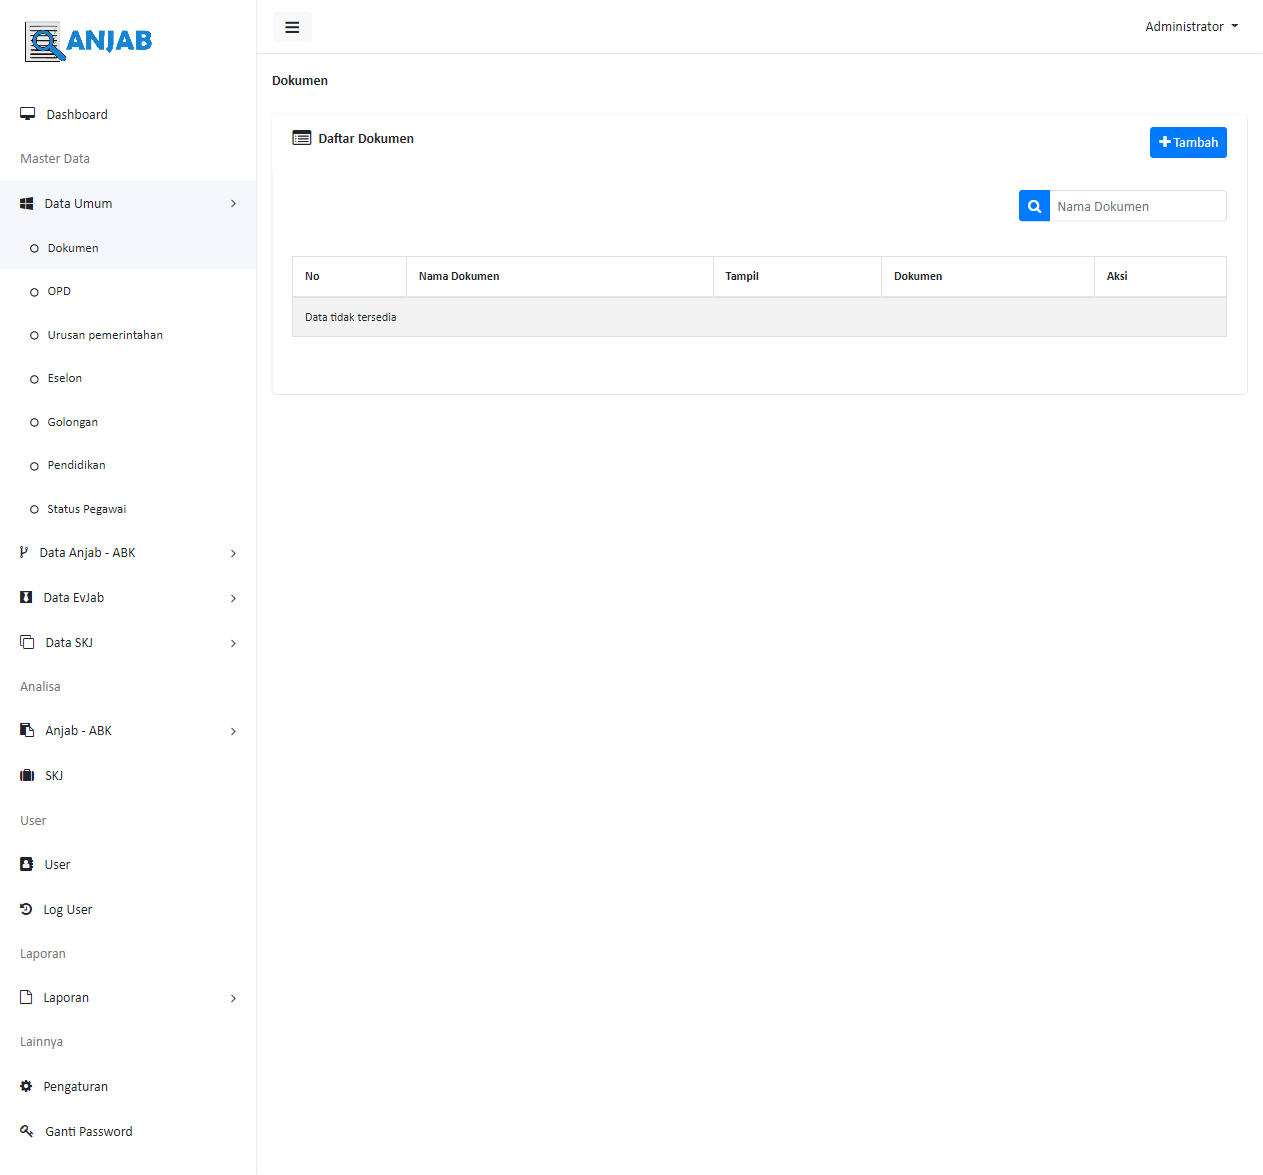 ANJAB
Administrator
Dashboard
Master Data
Data Umum
Dokumen
OPD
Urusan pemerintahan
Eselon
Golongan
Pendidikan
Status Pegawai
Data Anjab - ABK
Data EvJab
Data SKJ
Analisa
Anjab - ABK
SKJ
User
User
Log User
Laporan
Laporan
Lainnya
Pengaturan
Ganti Password
Dokumen
Daftar Dokumen
Tambah
Nama Dokumen
No Nama Dokumen Tampil Dokumen Aksi
Data tidak tersedia